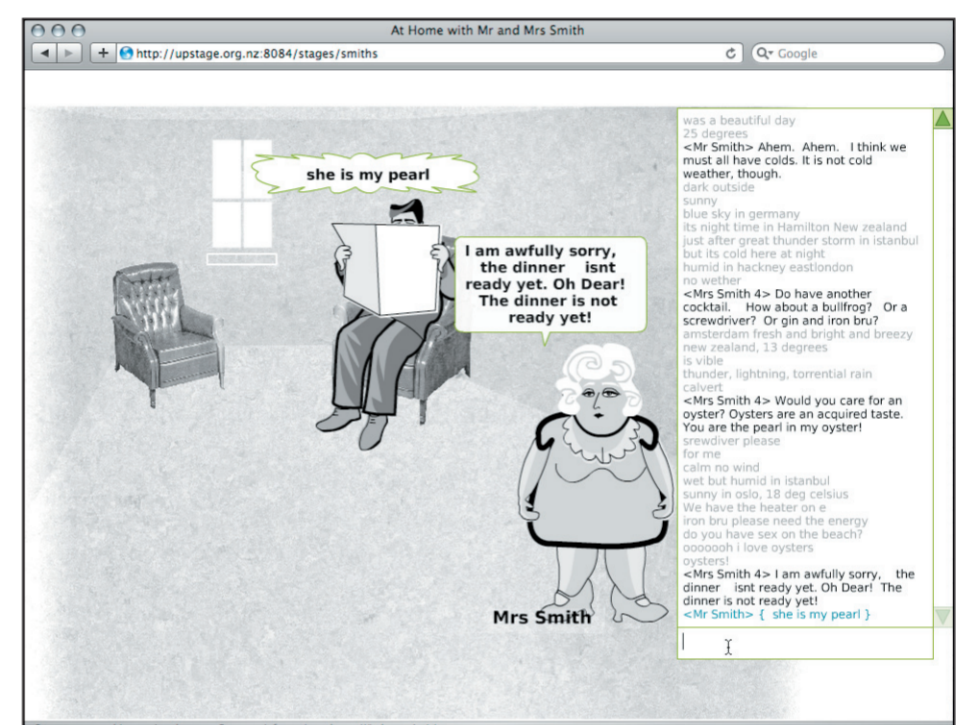 At Home with Mr and Mrs Smith
http://upstage.org.nz:8084/stages/smiths
Google
she is my pearl
I am awfully sorry,
the dinner isnt
ready yet. Oh Dear!
The dinner is not
ready yet!
Mrs Smith
was a beautiful day
25 degrees
<Mr Smith> Ahem. Ahem. I think we
must all have colds. It is not cold
weather, though.
dark outside
sunny
blue sky in germany
its night time in Hamilton New zealand
just after great thunder storm in istanbul
but its cold here at night
humid in hackney eastlondon
no wether
<Mrs Smith 4> Do have another
cocktail. How about a bullfrog? Or a
screwdriver? Or gin and iron bru?
amsterdam fresh and bright and breezy
new zealand, 13 degrees
is vible
thunder, lightning, torrential rain
calvert
<Mrs Smith 4> Would you care for an
oyster? Oysters are an acquired taste.
You are the pearl in my oyster!
srewdiver please
for me
calm no wind
wet but humid in istanbul
sunny in oslo, 18 deg celsius
We have the heater on e
iron bru please need the energy
do you have sex on the beach?
ooooooh i love oysters
oysters!
<Mrs Smith 4> I am awfully sorry, the
dinner isnt ready yet. Oh Dear! The
dinner is not ready yet!
<Mr Smith> { she is my pearl }